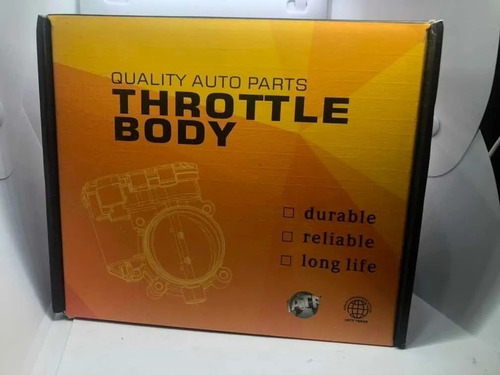 QUALITY AUTO PARTS
THROTTLE
BODY
durable
reliable
long life